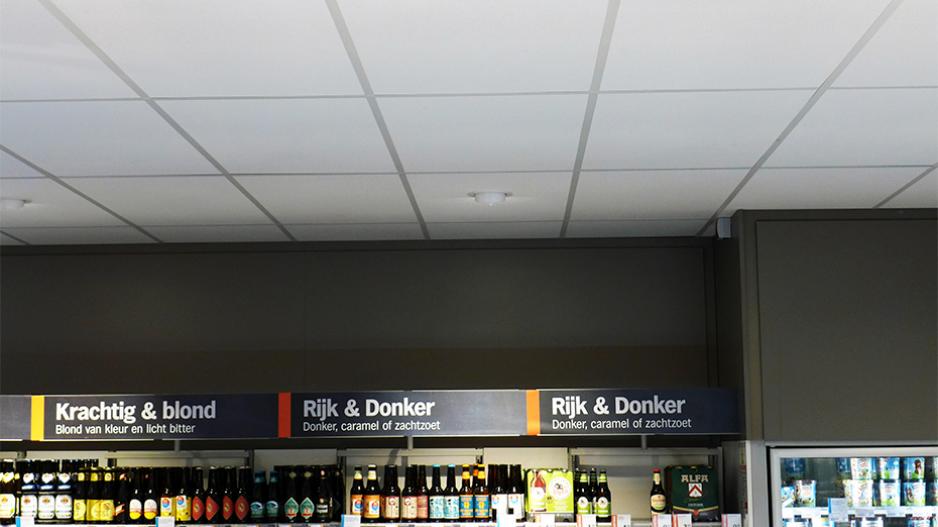 Krachtig & blond
Blond van kleur en licht bitter
Rijk & Donker
Donker, caramel of zachtzoet
Rijk & Donker
Donker, caramel of zachtzoet
ALFA